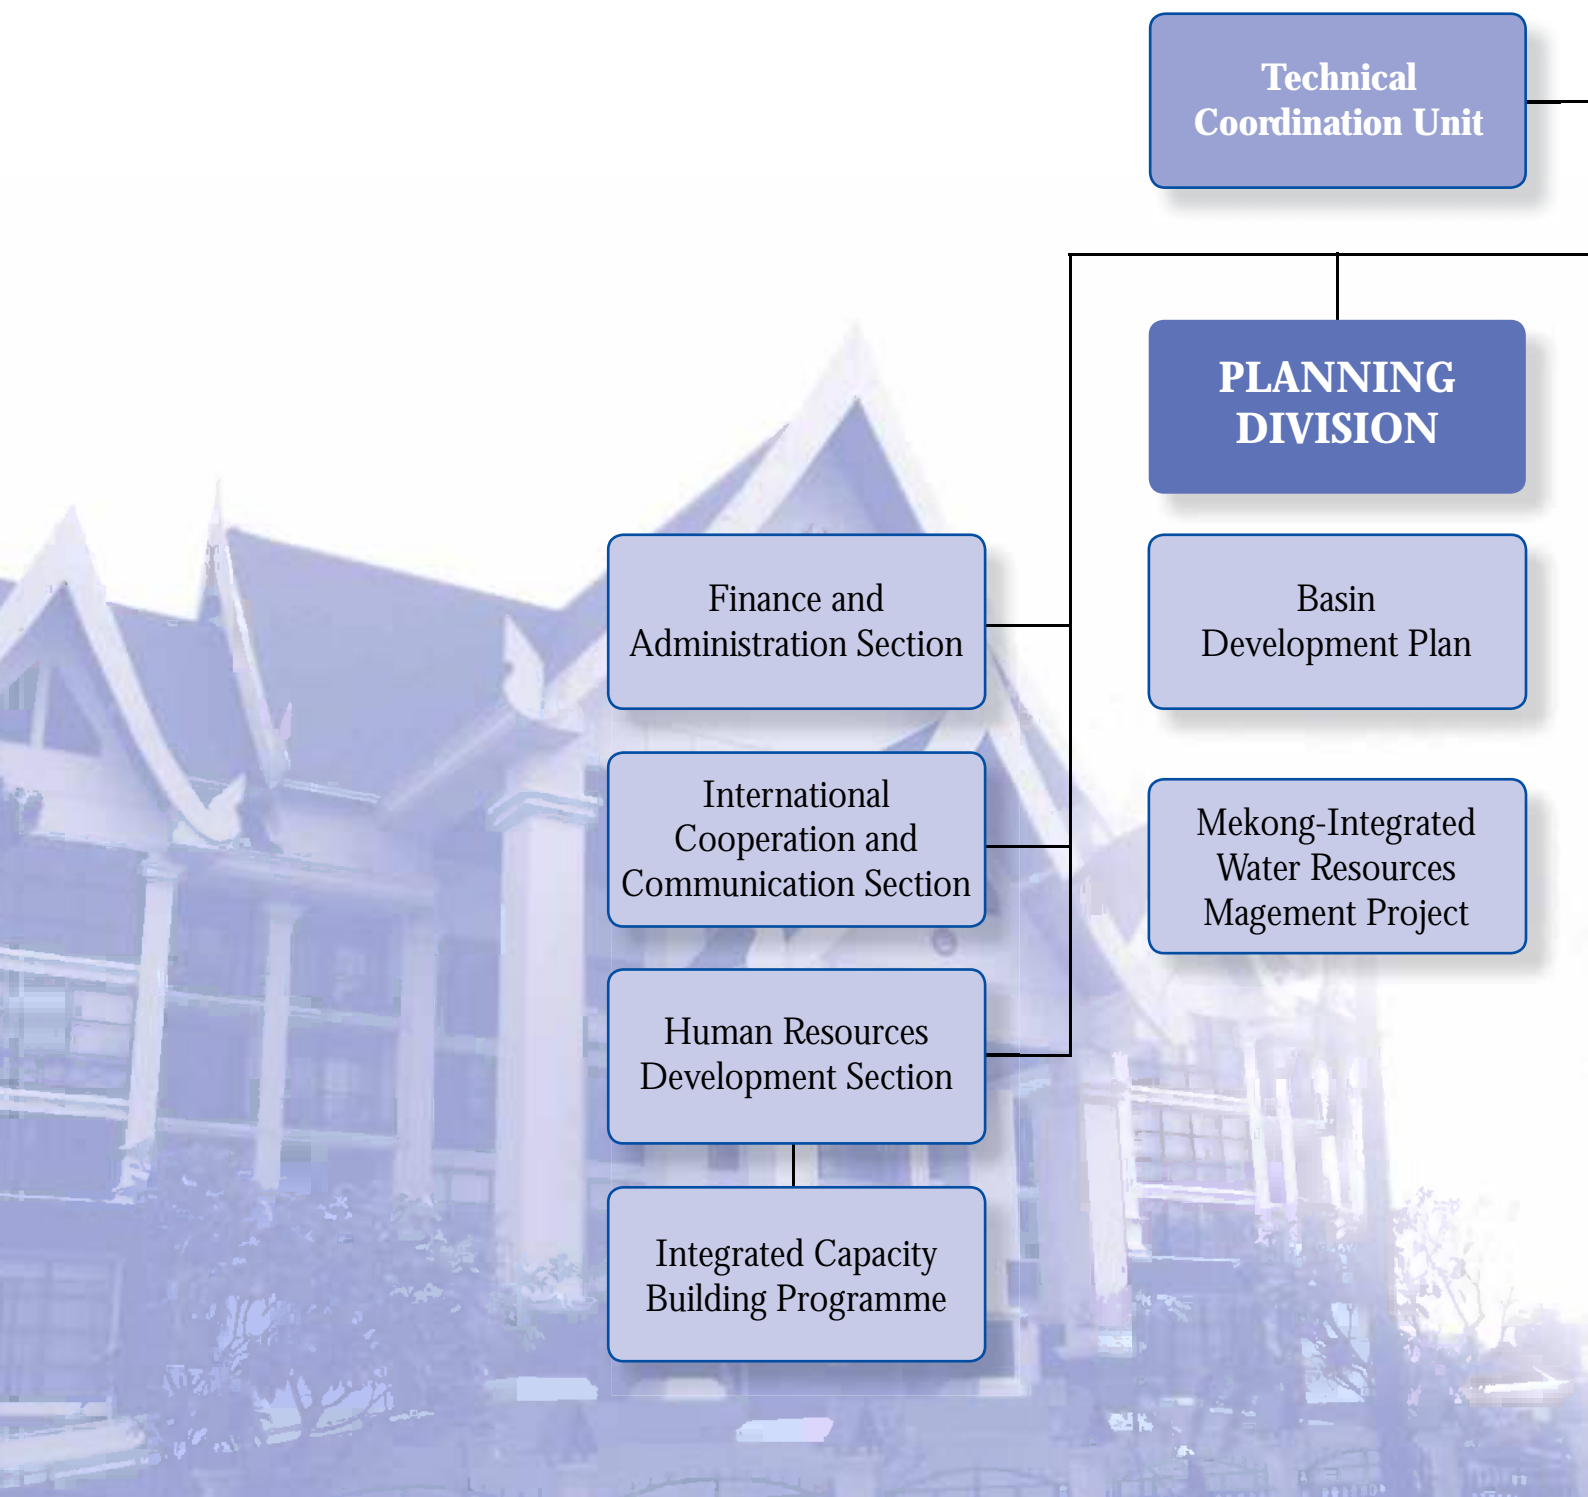 Technical
Coordination Unit
PLANNING
DIVISION
Finance and
Administration Section
Basin
Development Plan
International
Cooperation and
Communication Section
Mekong-Integrated
Water Resources
Magement Project
Human Resources
Development Section
Integrated Capacity
Building Programme